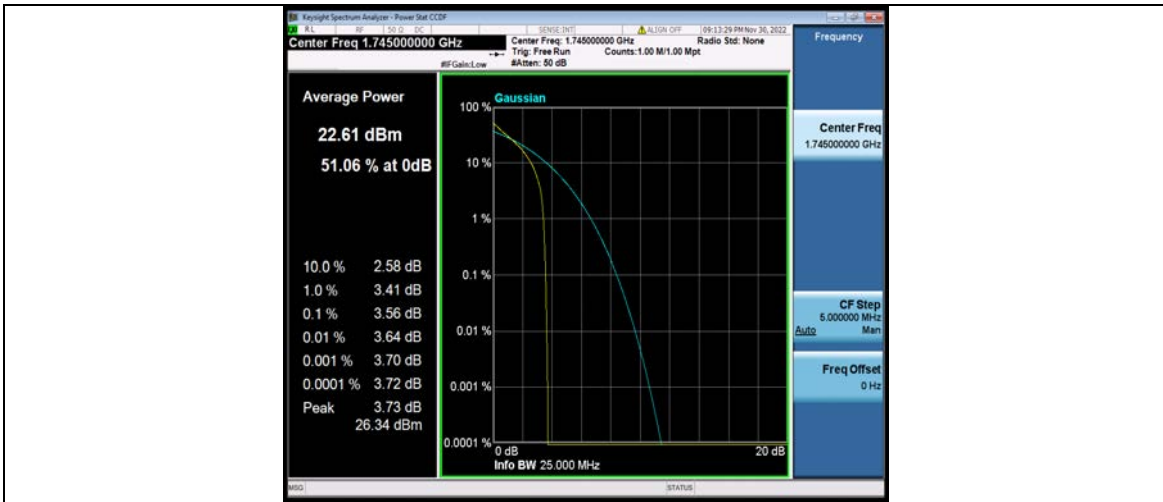 Keysight Spectrum Analyzer - Power Stat CCDF
RL RF 50 Ω DC SENSE:INT ALIGN OFF 09:13:29 PM Nov 30, 2022
Center Freq 1.745000000 GHz
Center Freq: 1.745000000 GHz Radio Std: None
Trig: Free Run Counts:1.00 M/1.00 Mpt
#IFGain:Low #Atten: 50 dB
Frequency
Average Power
22.61 dBm
51.06 % at 0dB
10.0 % 2.58 dB
1.0 % 3.41 dB
0.1 % 3.56 dB
0.01 % 3.64 dB
0.001 % 3.70 dB
0.0001 % 3.72 dB
Peak 3.73 dB
26.34 dBm
Gaussian
100 %
10 %
1 %
0.1 %
0.01 %
0.001 %
0.0001 %
0 dB 20 dB
Info BW 25.000 MHz
Center Freq
1.745000000 GHz
CF Step
5.000000 MHz
Auto Man
Freq Offset
0 Hz
MSG STATUS